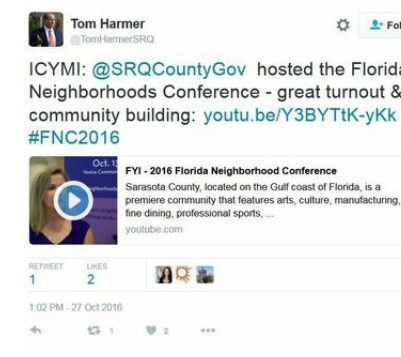 Tom Harmer
@TomHarmerSRQ
ICYMI: @SRQCountyGov hosted the Florida
Neighborhoods Conference - great turnout &
community building: youtu.be/Y3BYTtK-yKk
#FNC2016
Oct. 1
FYI - 2016 Florida Neighborhood Conference
Sarasota County, located on the Gulf coast of Florida, is a
premiere community that features arts, culture, manufacturing,
fine dining, professional sports, ...
youtube.com
RETWEET LIKES
1 2
1:02 PM - 27 Oct 2016
1 2